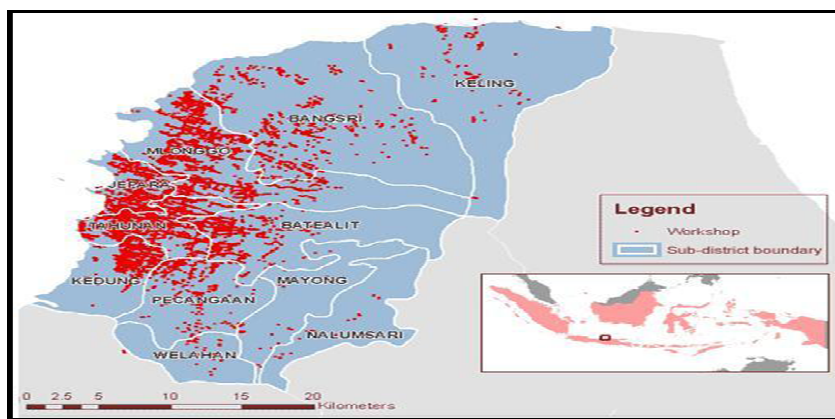 KELING
BANGSRI
MLONGGO
JEPARA
TAHUNAN
BATEALIT
KEDUNG
PECANGAAN
MAYONG
NALUMSARI
WELAHAN
Legend
Workshop
Sub-district boundary
0 2.5 5 10 15 20
Kilometers